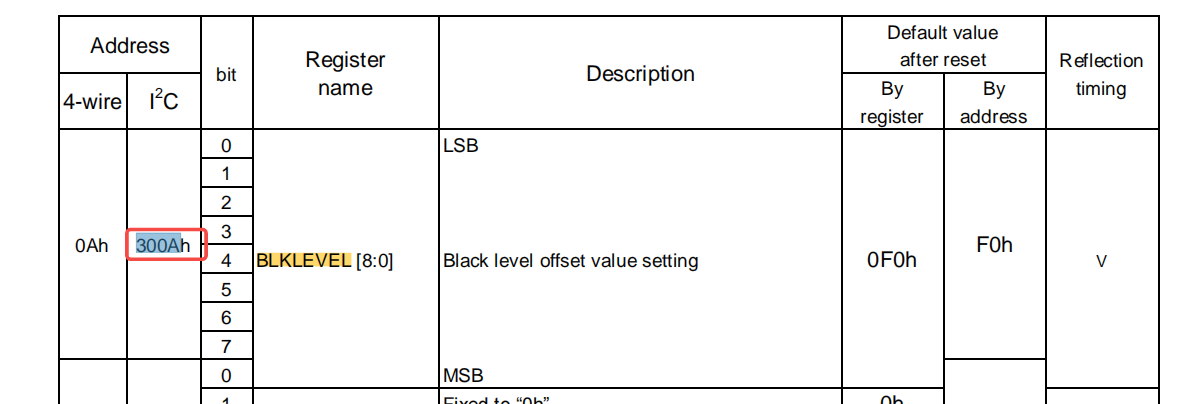 Address
bit
Register
name
Description
Default value
after reset
Reflection
timing
4-wire
I2C
By
register
By
address
0Ah
300Ah
0
1
2
3
4
5
6
7
BLKLEVEL [8:0]
LSB
Black level offset value setting
0F0h
F0h
V
0
MSB
1
Fixed to “0h”
0h